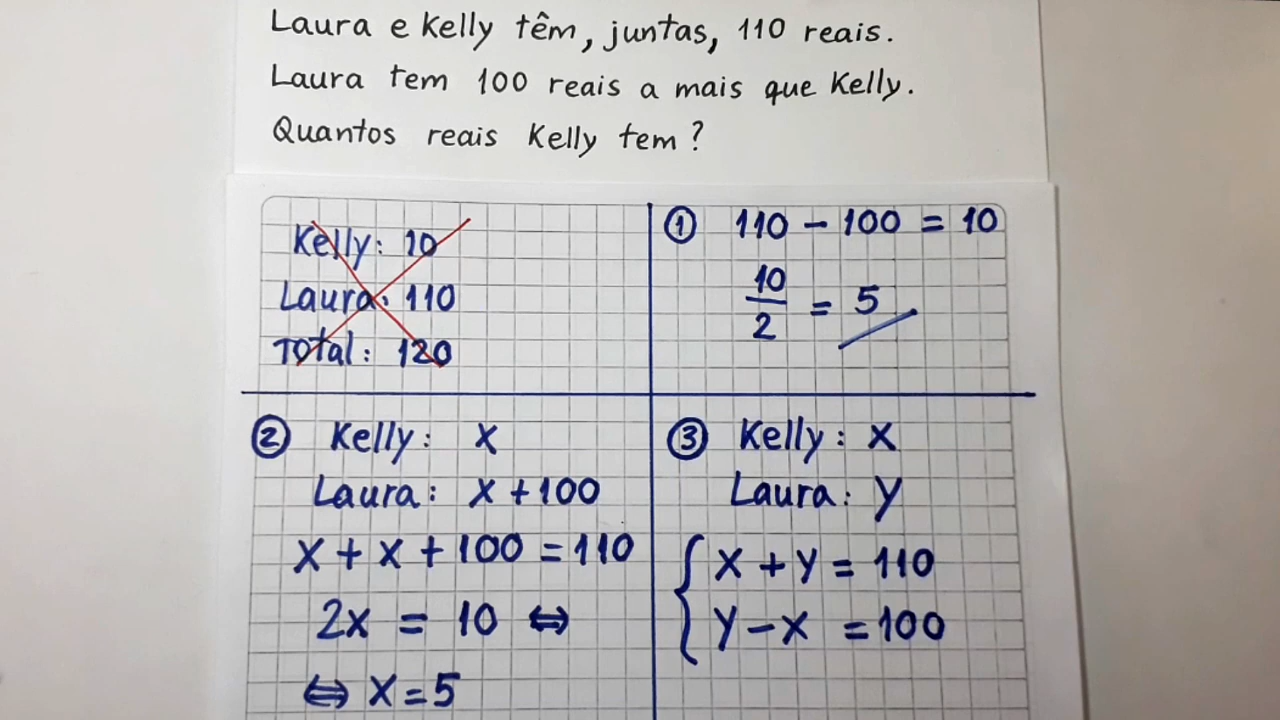 Laura e Kelly têm, juntas, 110 reais.
Laura tem 100 reais a mais que Kelly.
Quantos reais Kelly tem?
Kelly: 10
Laura: 110
Total: 120
① 110 - 100 = 10
10/2 = 5
② Kelly: x
Laura: x + 100
x + x + 100 = 110
2x = 10 ⇔
⇔ x = 5
③ Kelly: x
Laura: y
{ x + y = 110
y - x = 100